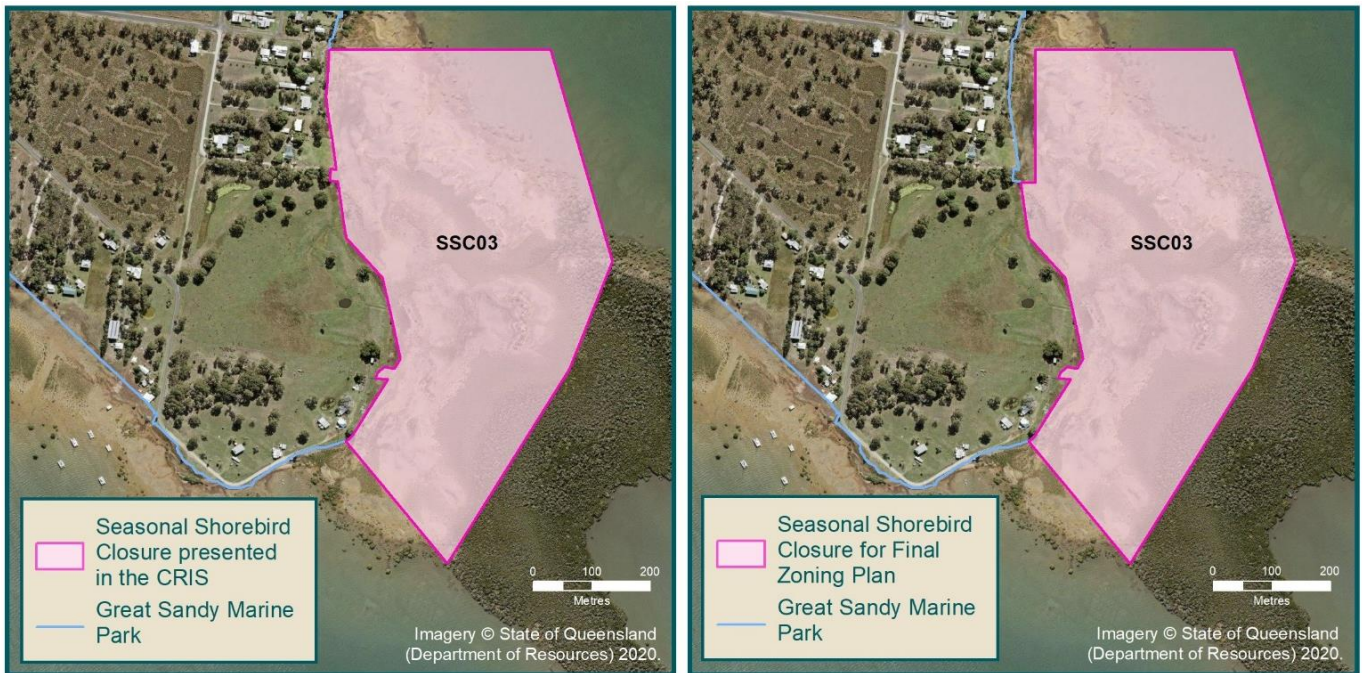 SSC03
Seasonal Shorebird
Closure presented
in the CRIS
Great Sandy Marine
Park
0 100 200
Metres
Imagery © State of Queensland
(Department of Resources) 2020.
SSC03
Seasonal Shorebird
Closure for Final
Zoning Plan
Great Sandy Marine
Park
0 100 200
Metres
Imagery © State of Queensland
(Department of Resources) 2020.